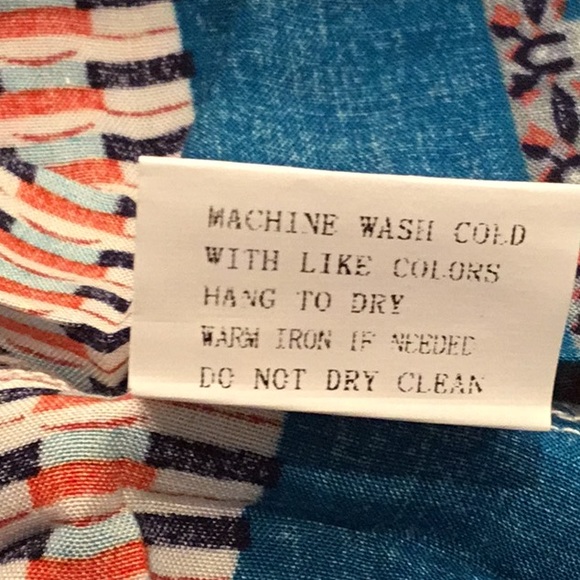 MACHINE WASH COLD
WITH LIKE COLORS
HANG TO DRY
WARM IRON IF NEEDED
DO NOT DRY CLEAN